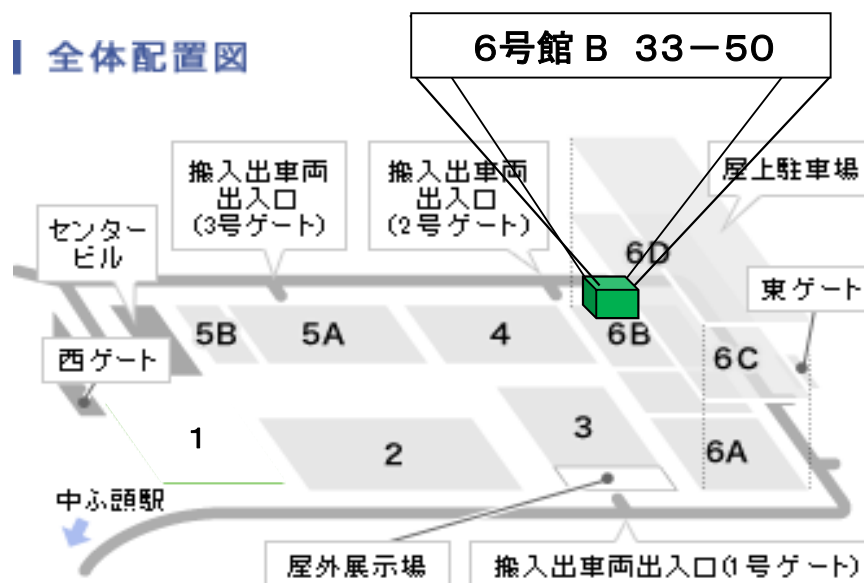 全体配置図
6号館 B 33－50
搬入出車両
出入口
(3号ゲート)
搬入出車両
出入口
(2号ゲート)
屋上駐車場
センター
ビル
6D
東ゲート
5B
5A
4
6B
6C
西ゲート
1
2
3
6A
中ふ頭駅
屋外展示場
搬入出車両出入口(1号ゲート)